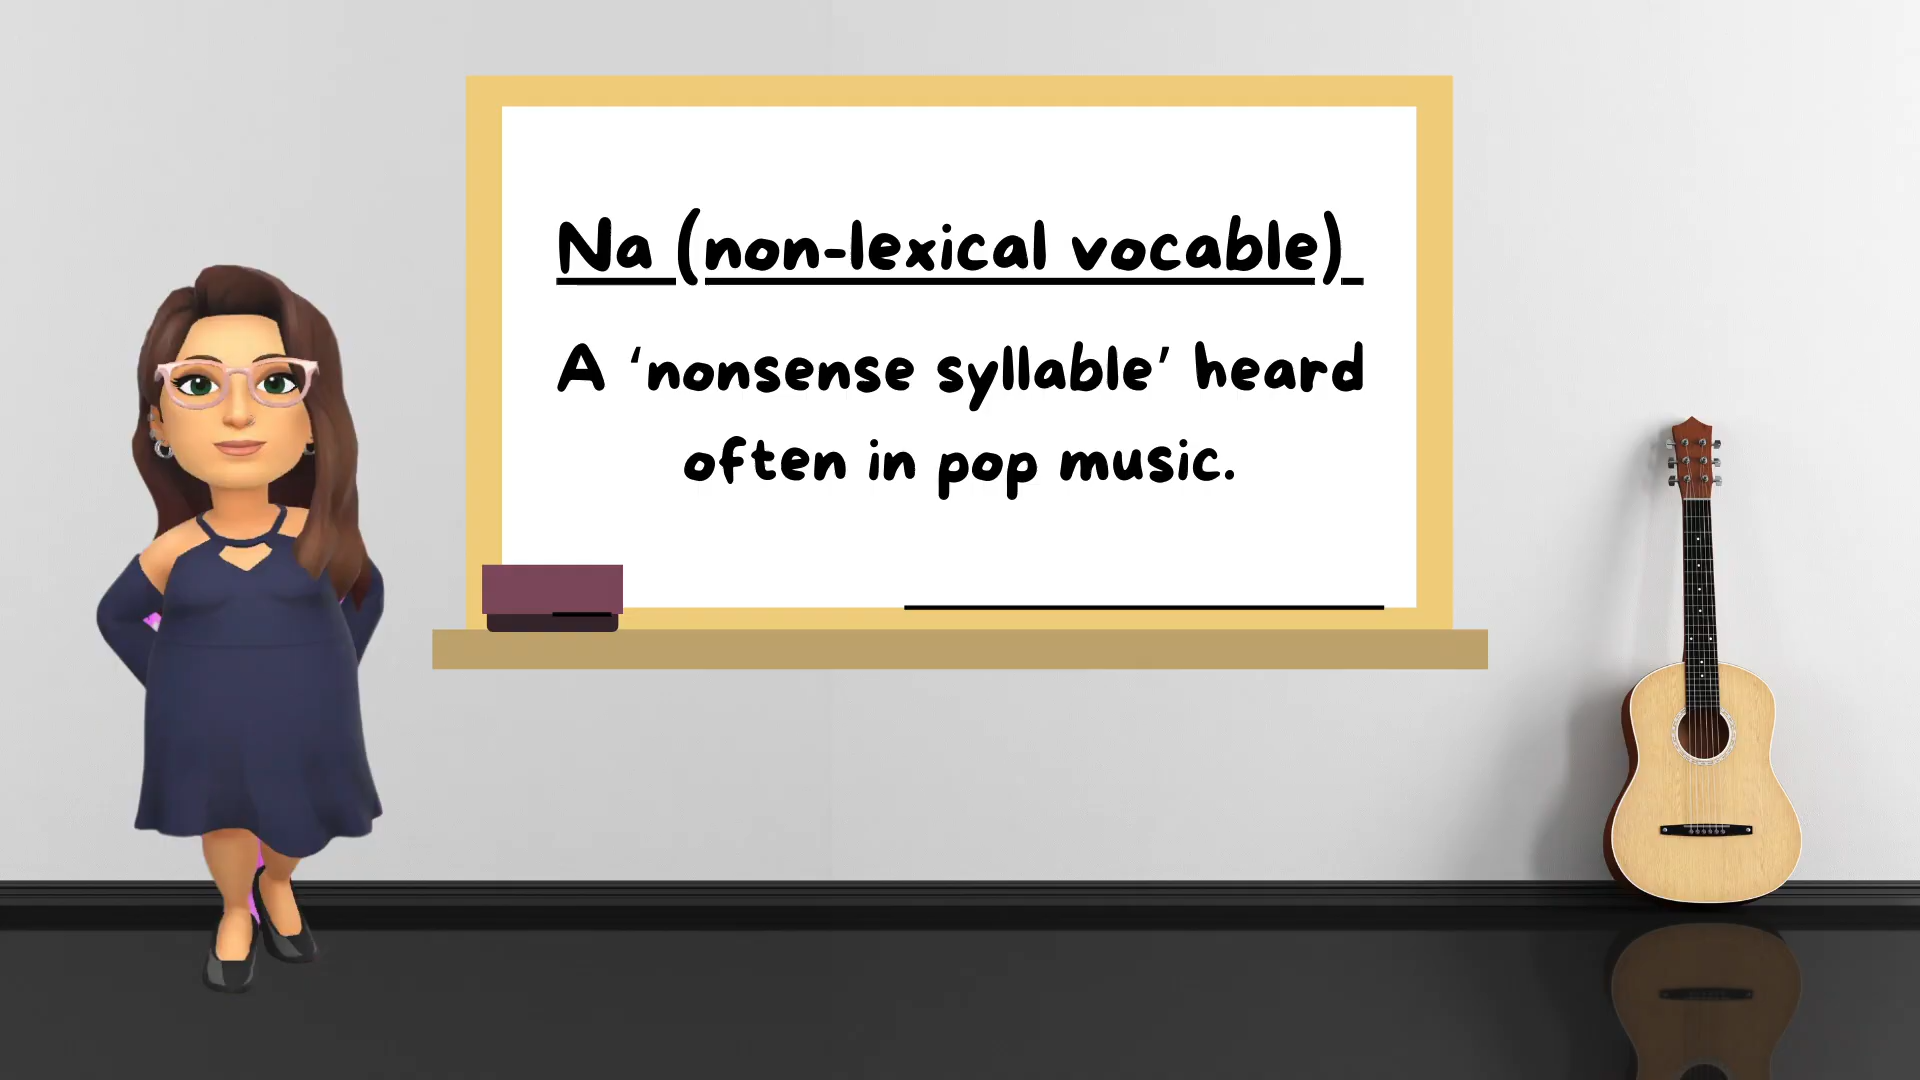 Na (non-lexical vocable)
A ‘nonsense syllable’ heard
often in pop music.